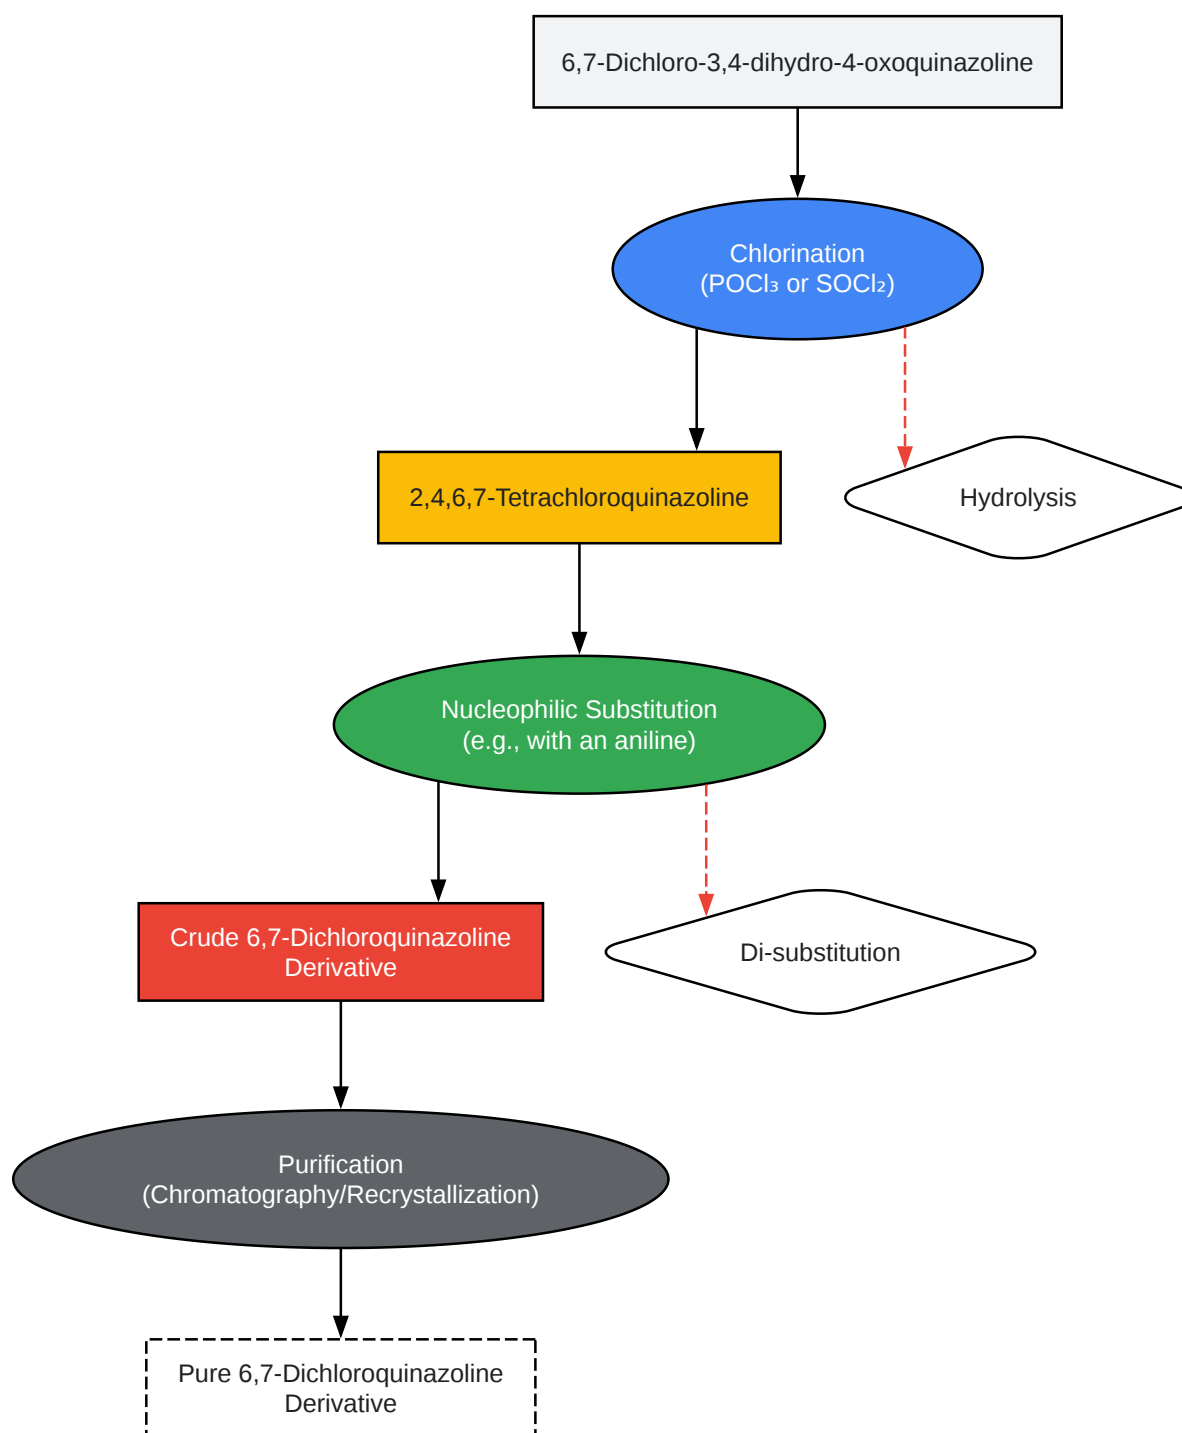 6,7-Dichloro-3,4-dihydro-4-oxoquinazoline
Chlorination
(POCl₃ or SOCl₂)
2,4,6,7-Tetrachloroquinazoline
Hydrolysis
Nucleophilic Substitution
(e.g., with an aniline)
Crude 6,7-Dichloroquinazoline
Derivative
Di-substitution
Purification
(Chromatography/Recrystallization)
Pure 6,7-Dichloroquinazoline
Derivative